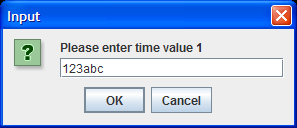 Input
?
Please enter time value 1
123abc
OK
Cancel